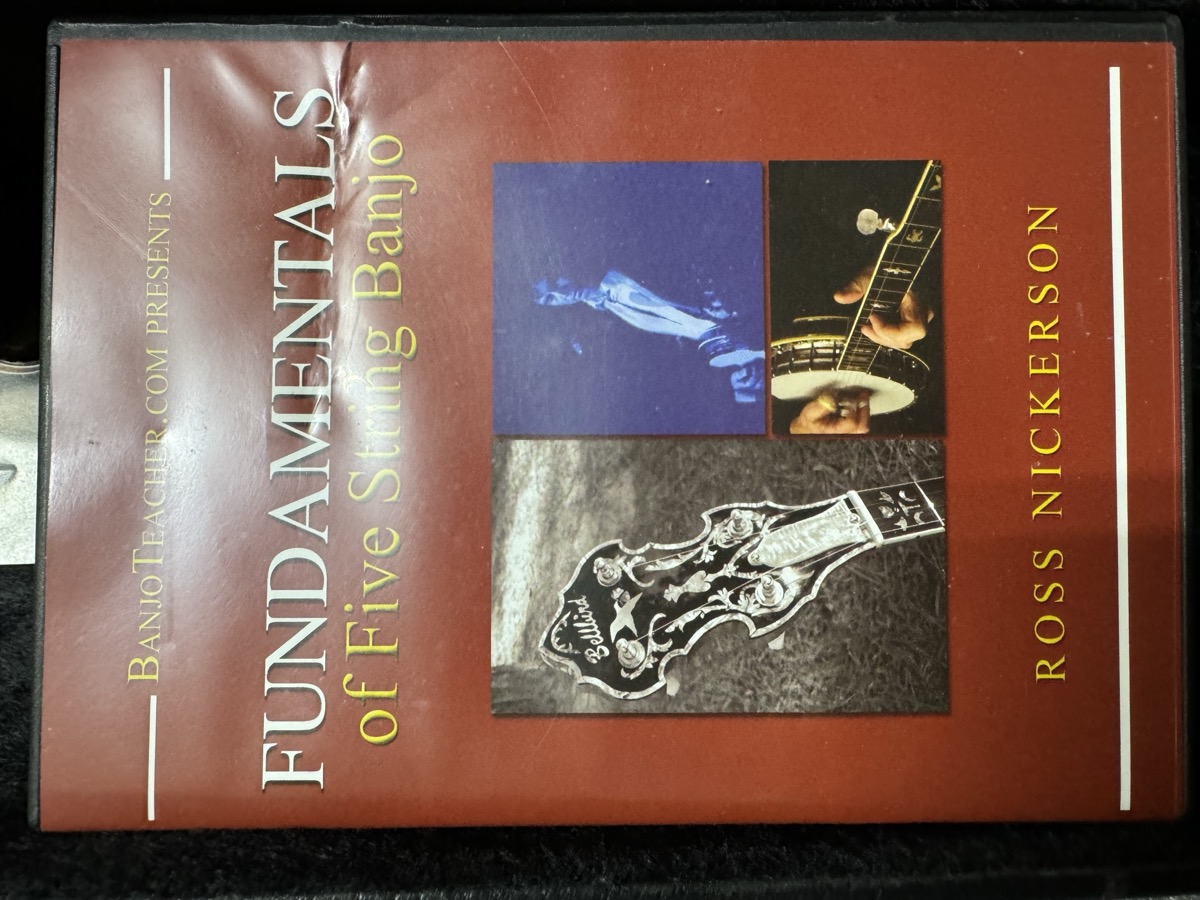 BANJOTEACHER.COM PRESENTS
FUNDAMENTALS
of Five String Banjo
Bellbird
ROSS NICKERSON